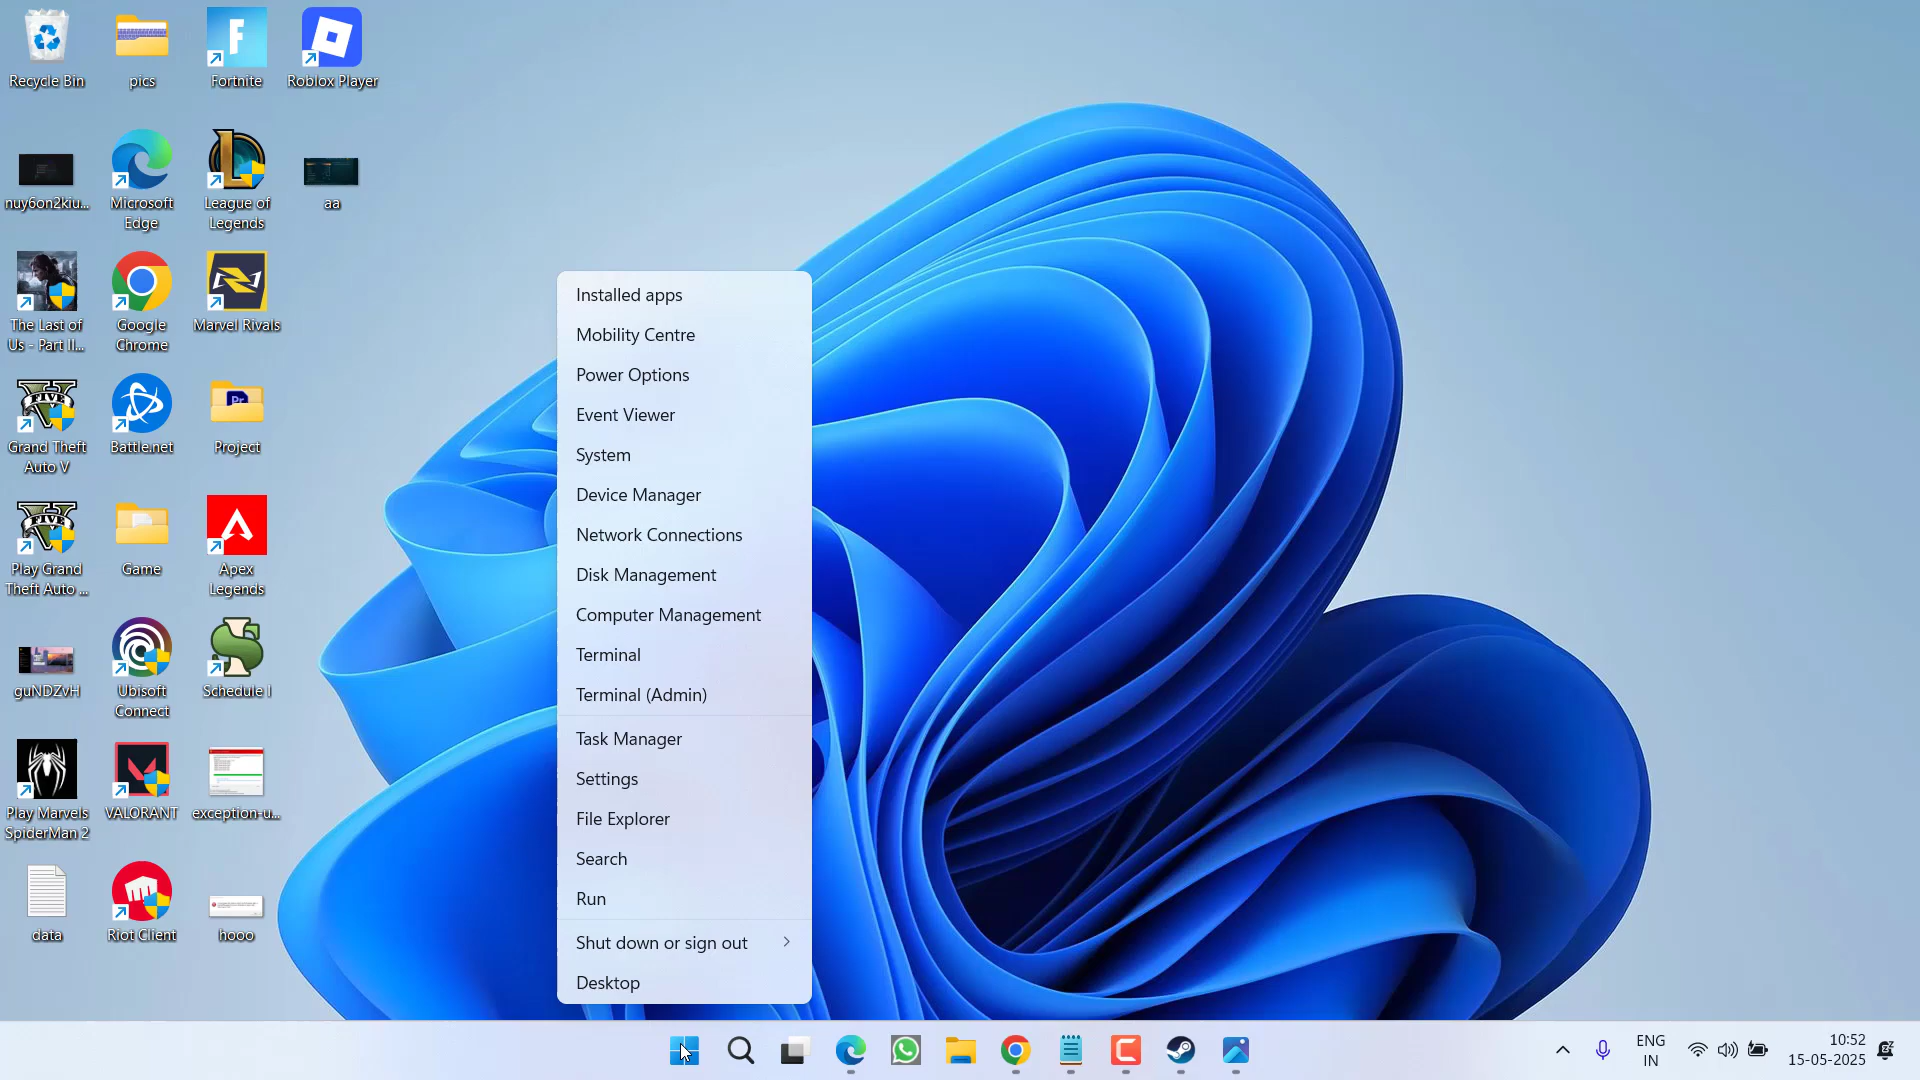 Recycle Bin
pics
Fortnite
Roblox Player
nuy6on2kiu...
Microsoft
Edge
League of
Legends
aa
The Last of
Us - Part II...
Google
Chrome
Marvel Rivals
FIVE
Grand Theft
Auto V
Battle.net
Pr
Project
FIVE
Play Grand
Theft Auto ...
Game
Apex
Legends
guNDZvH
Ubisoft
Connect
Schedule I
Play Marvels
SpiderMan 2
VALORANT
exception-u...
data
Riot Client
hooo
Installed apps
Mobility Centre
Power Options
Event Viewer
System
Device Manager
Network Connections
Disk Management
Computer Management
Terminal
Terminal (Admin)
Task Manager
Settings
File Explorer
Search
Run
Shut down or sign out
Desktop
ENG
IN
10:52
15-05-2025